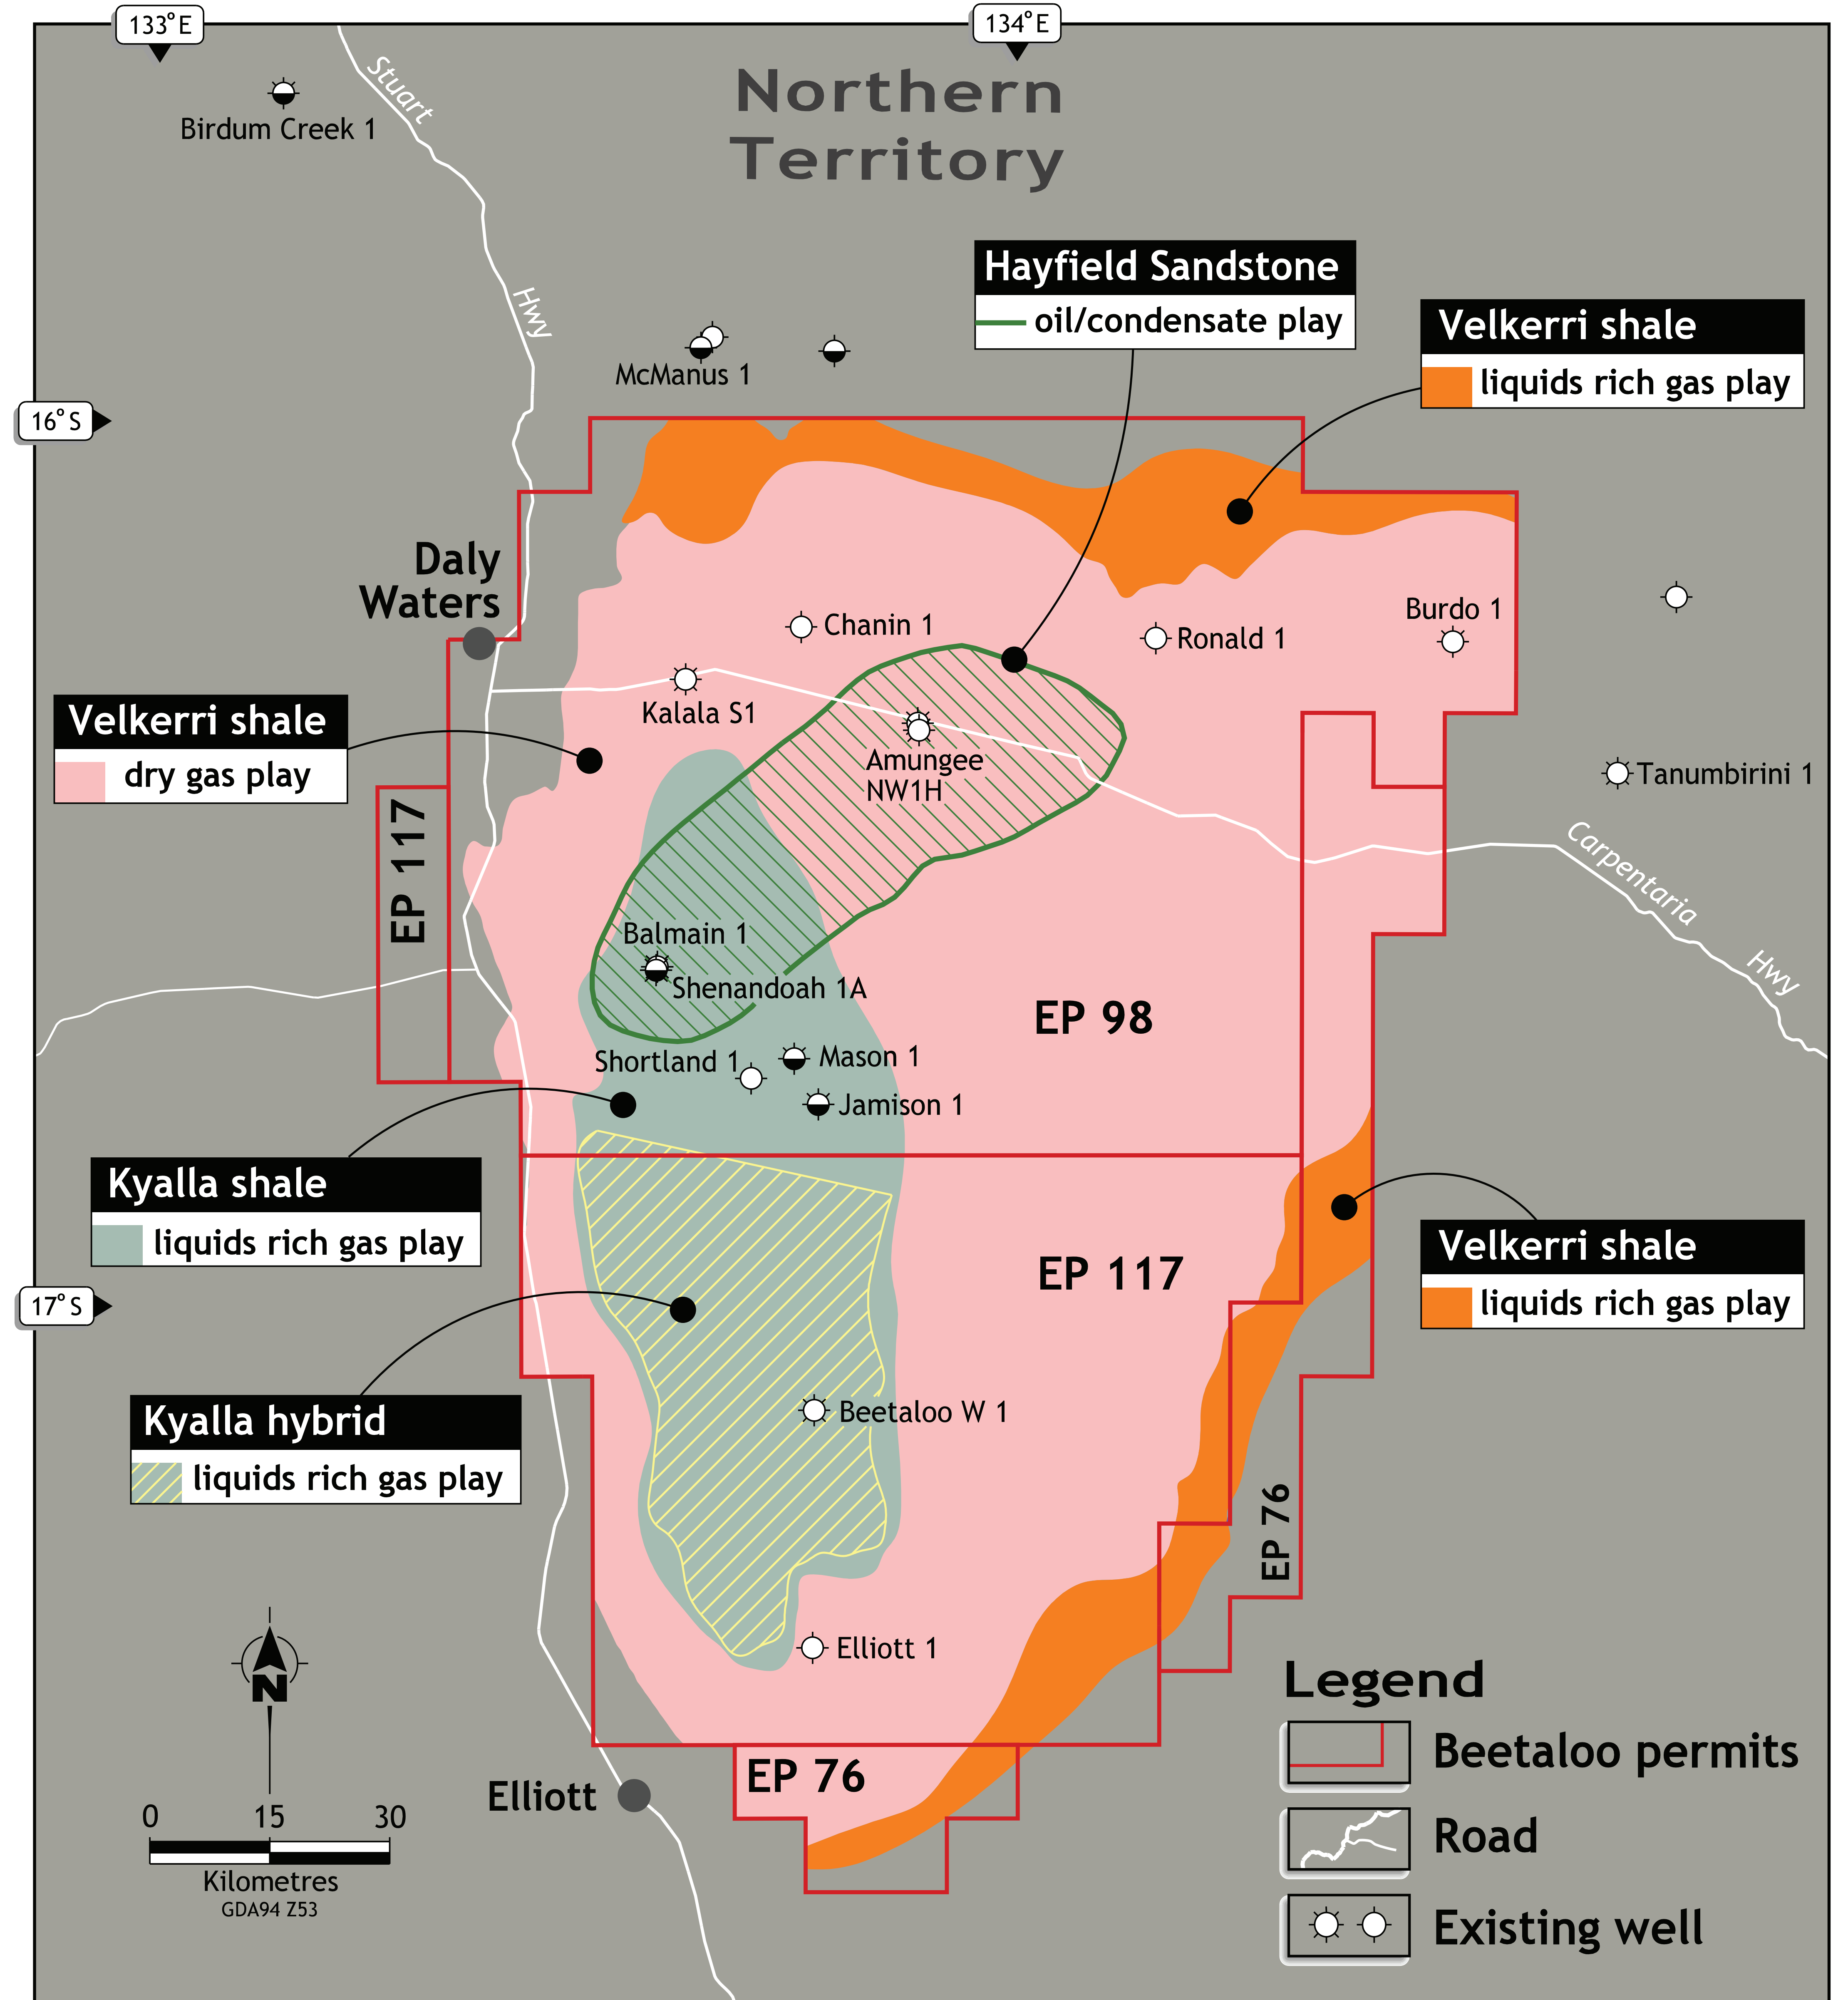 133° E
134° E
Northern
Territory
Stuart
Hwy
Birdum Creek 1
Hayfield Sandstone
oil/condensate play
Velkerri shale
liquids rich gas play
McManus 1
16° S
Daly
Waters
Chanin 1
Ronald 1
Burdo 1
Kalala S1
Velkerri shale
dry gas play
Amungee
NW1H
Tanumbirini 1
EP 117
Carpentaria
Hwy
Balmain 1
Shenandoah 1A
EP 98
Shortland 1
Mason 1
Jamison 1
Kyalla shale
liquids rich gas play
EP 117
Velkerri shale
liquids rich gas play
17° S
Kyalla hybrid
liquids rich gas play
Beetaloo W 1
EP 76
Elliott 1
N
EP 76
Elliott
0 15 30
Kilometres
GDA94 Z53
Legend
Beetaloo permits
Road
Existing well